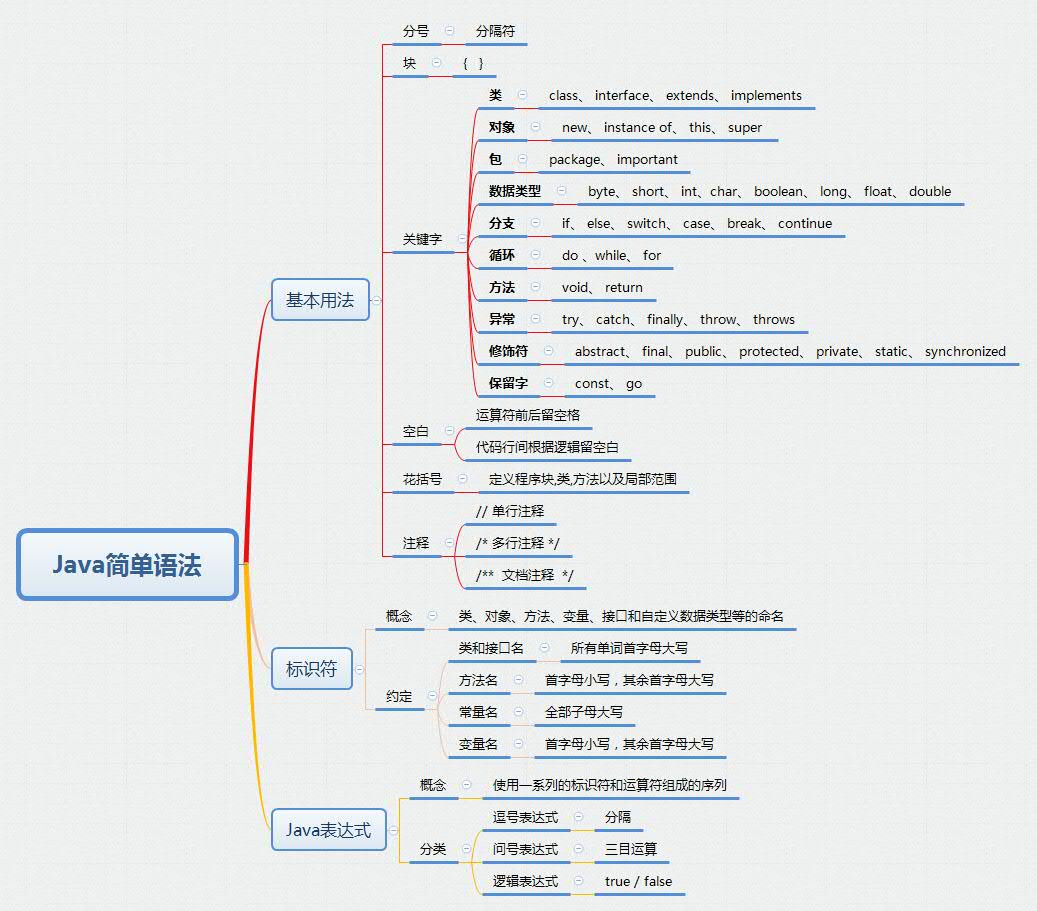 分号 分隔符
块 { }
类 class、 interface、 extends、 implements
对象 new、 instance of、 this、 super
包 package、 important
数据类型 byte、 short、 int、char、 boolean、 long、 float、 double
分支 if、 else、 switch、 case、 break、 continue
关键字
循环 do 、while、 for
方法 void、 return
基本用法
异常 try、 catch、 finally、 throw、 throws
修饰符 abstract、 final、 public、 protected、 private、 static、 synchronized
保留字 const、 go
运算符前后留空格
空白
代码行间根据逻辑留空白
花括号 定义程序块,类,方法以及局部范围
// 单行注释
注释 /* 多行注释 */
Java简单语法
/** 文档注释 */
概念 类、对象、方法、变量、接口和自定义数据类型等的命名
类和接口名 所有单词首字母大写
标识符
方法名 首字母小写，其余首字母大写
约定
常量名 全部子母大写
变量名 首字母小写，其余首字母大写
概念 使用一系列的标识符和运算符组成的序列
逗号表达式 分隔
Java表达式
分类 问号表达式 三目运算
逻辑表达式 true / false